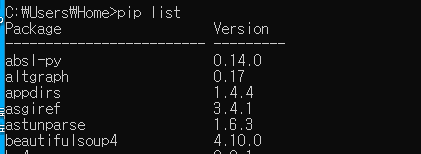 C:₩Users₩Home>pip list
Package Version
------------------------- ---------
absl-py 0.14.0
altgraph 0.17
appdirs 1.4.4
asgiref 3.4.1
astunparse 1.6.3
beautifulsoup4 4.10.0